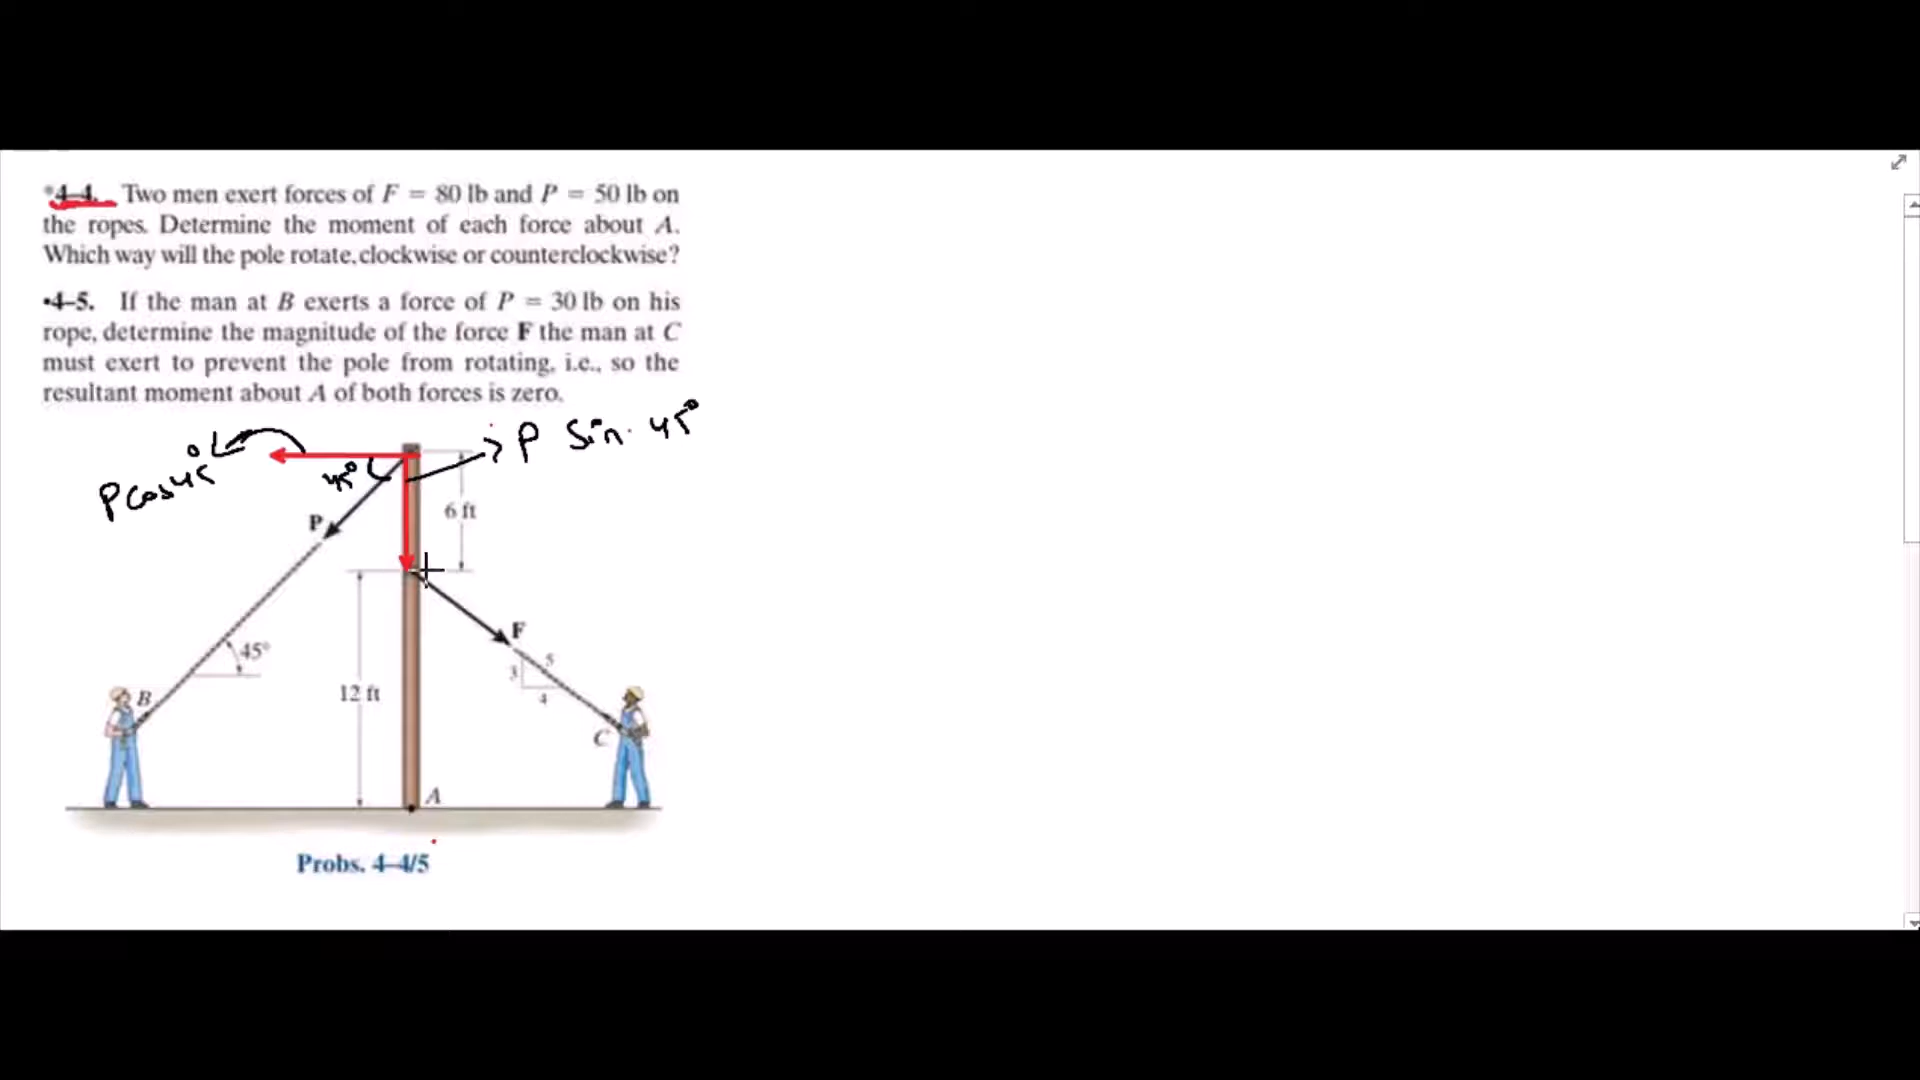 *4–4. Two men exert forces of F = 80 lb and P = 50 lb on
the ropes. Determine the moment of each force about A.
Which way will the pole rotate, clockwise or counterclockwise?
•4–5. If the man at B exerts a force of P = 30 lb on his
rope, determine the magnitude of the force F the man at C
must exert to prevent the pole from rotating, i.e., so the
resultant moment about A of both forces is zero.
P Sin. 45°
P cos 45°
45°
6 ft
P
F
45°
5
3
4
12 ft
B
C
A
Probs. 4–4/5